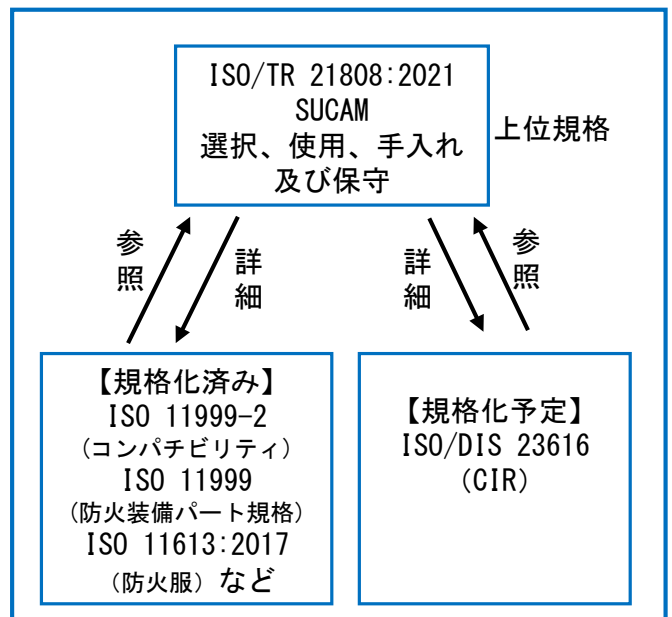 ISO/TR 21808:2021
SUCAM
選択、使用、手入れ
及び保守
上位規格
参照
詳細
詳細
参照
【規格化済み】
ISO 11999-2
(コンパチビリティ)
ISO 11999
(防火装備パート規格)
ISO 11613:2017
(防火服) など
【規格化予定】
ISO/DIS 23616
(CIR)